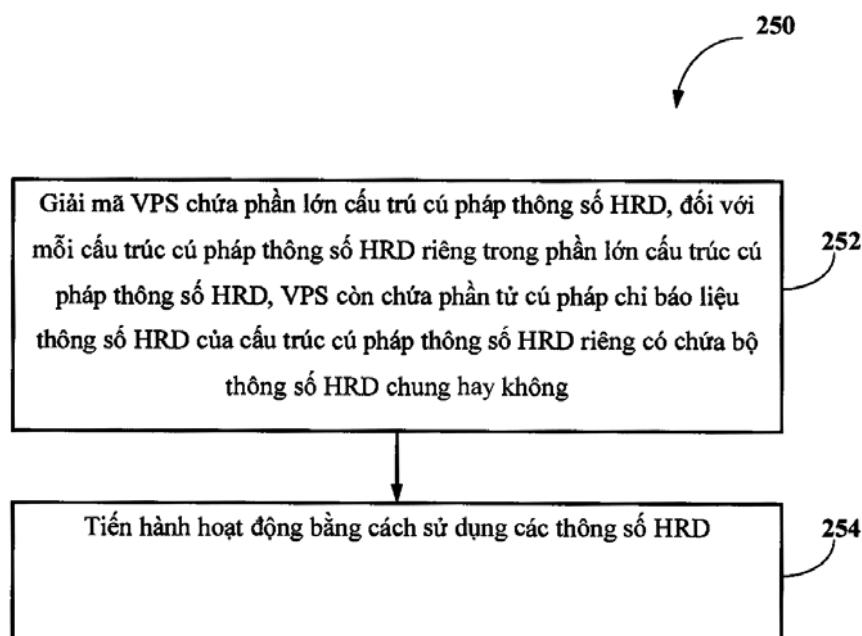 250
Giải mã VPS chứa phần lớn cấu trú cú pháp thông số HRD, đối với
mỗi cấu trúc cú pháp thông số HRD riêng trong phần lớn cấu trúc cú
pháp thông số HRD, VPS còn chứa phần tử cú pháp chỉ báo liệu
thông số HRD của cấu trúc cú pháp thông số HRD riêng có chứa bộ
thông số HRD chung hay không
252
Tiến hành hoạt động bằng cách sử dụng các thông số HRD
254